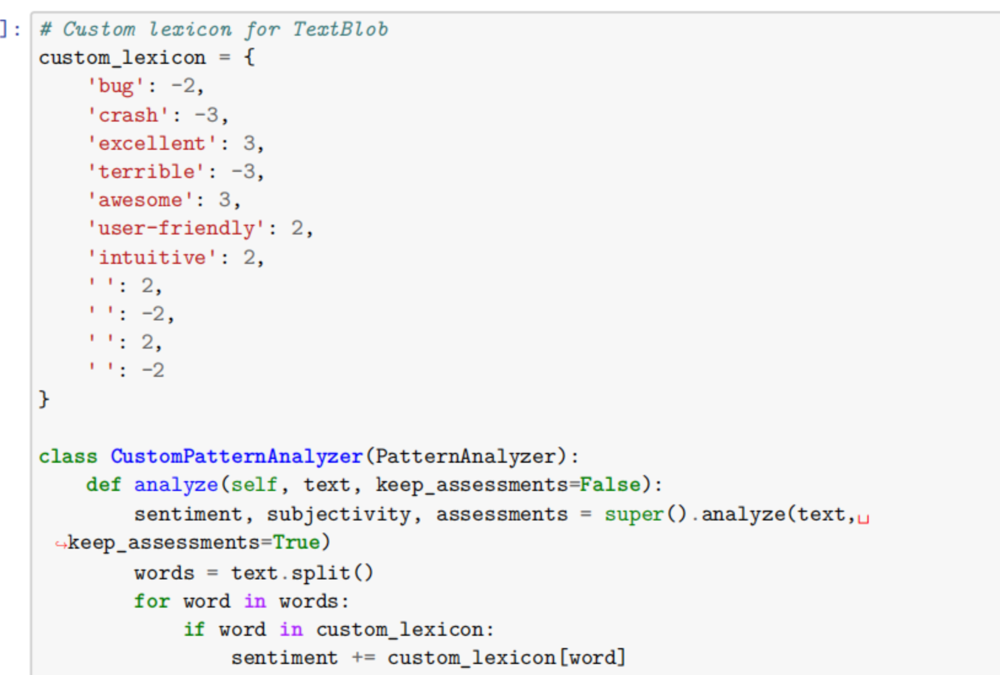 ]: # Custom lexicon for TextBlob
custom_lexicon = {
    'bug': -2,
    'crash': -3,
    'excellent': 3,
    'terrible': -3,
    'awesome': 3,
    'user-friendly': 2,
    'intuitive': 2,
    ' ': 2,
    ' ': -2,
    ' ': 2,
    ' ': -2
}
class CustomPatternAnalyzer(PatternAnalyzer):
    def analyze(self, text, keep_assessments=False):
        sentiment, subjectivity, assessments = super().analyze(text,␣
↪keep_assessments=True)
        words = text.split()
        for word in words:
            if word in custom_lexicon:
                sentiment += custom_lexicon[word]